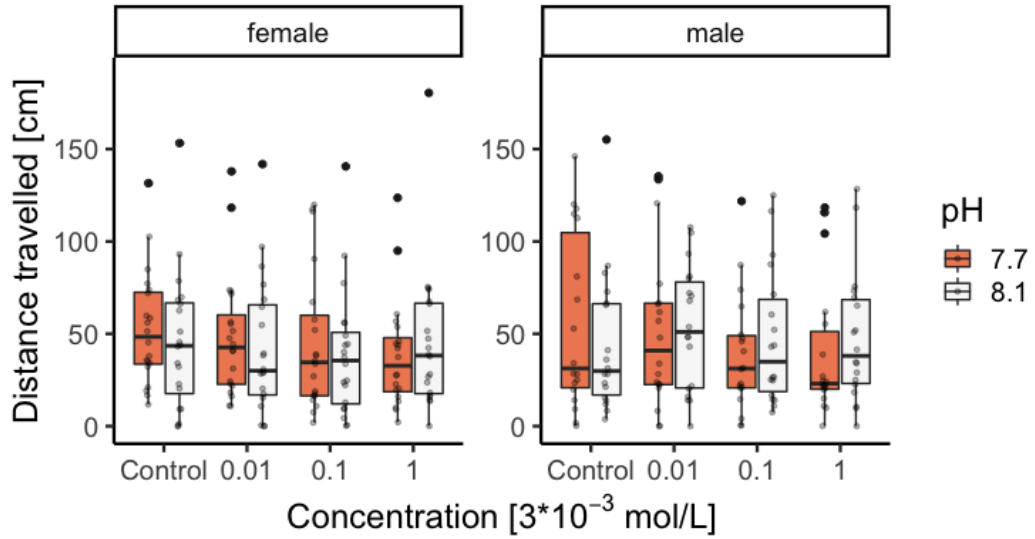 female
male
Distance travelled [cm]
150
100
50
0
150
100
50
0
Control 0.01 0.1 1
Control 0.01 0.1 1
Concentration [3*10⁻³ mol/L]
pH
7.7
8.1